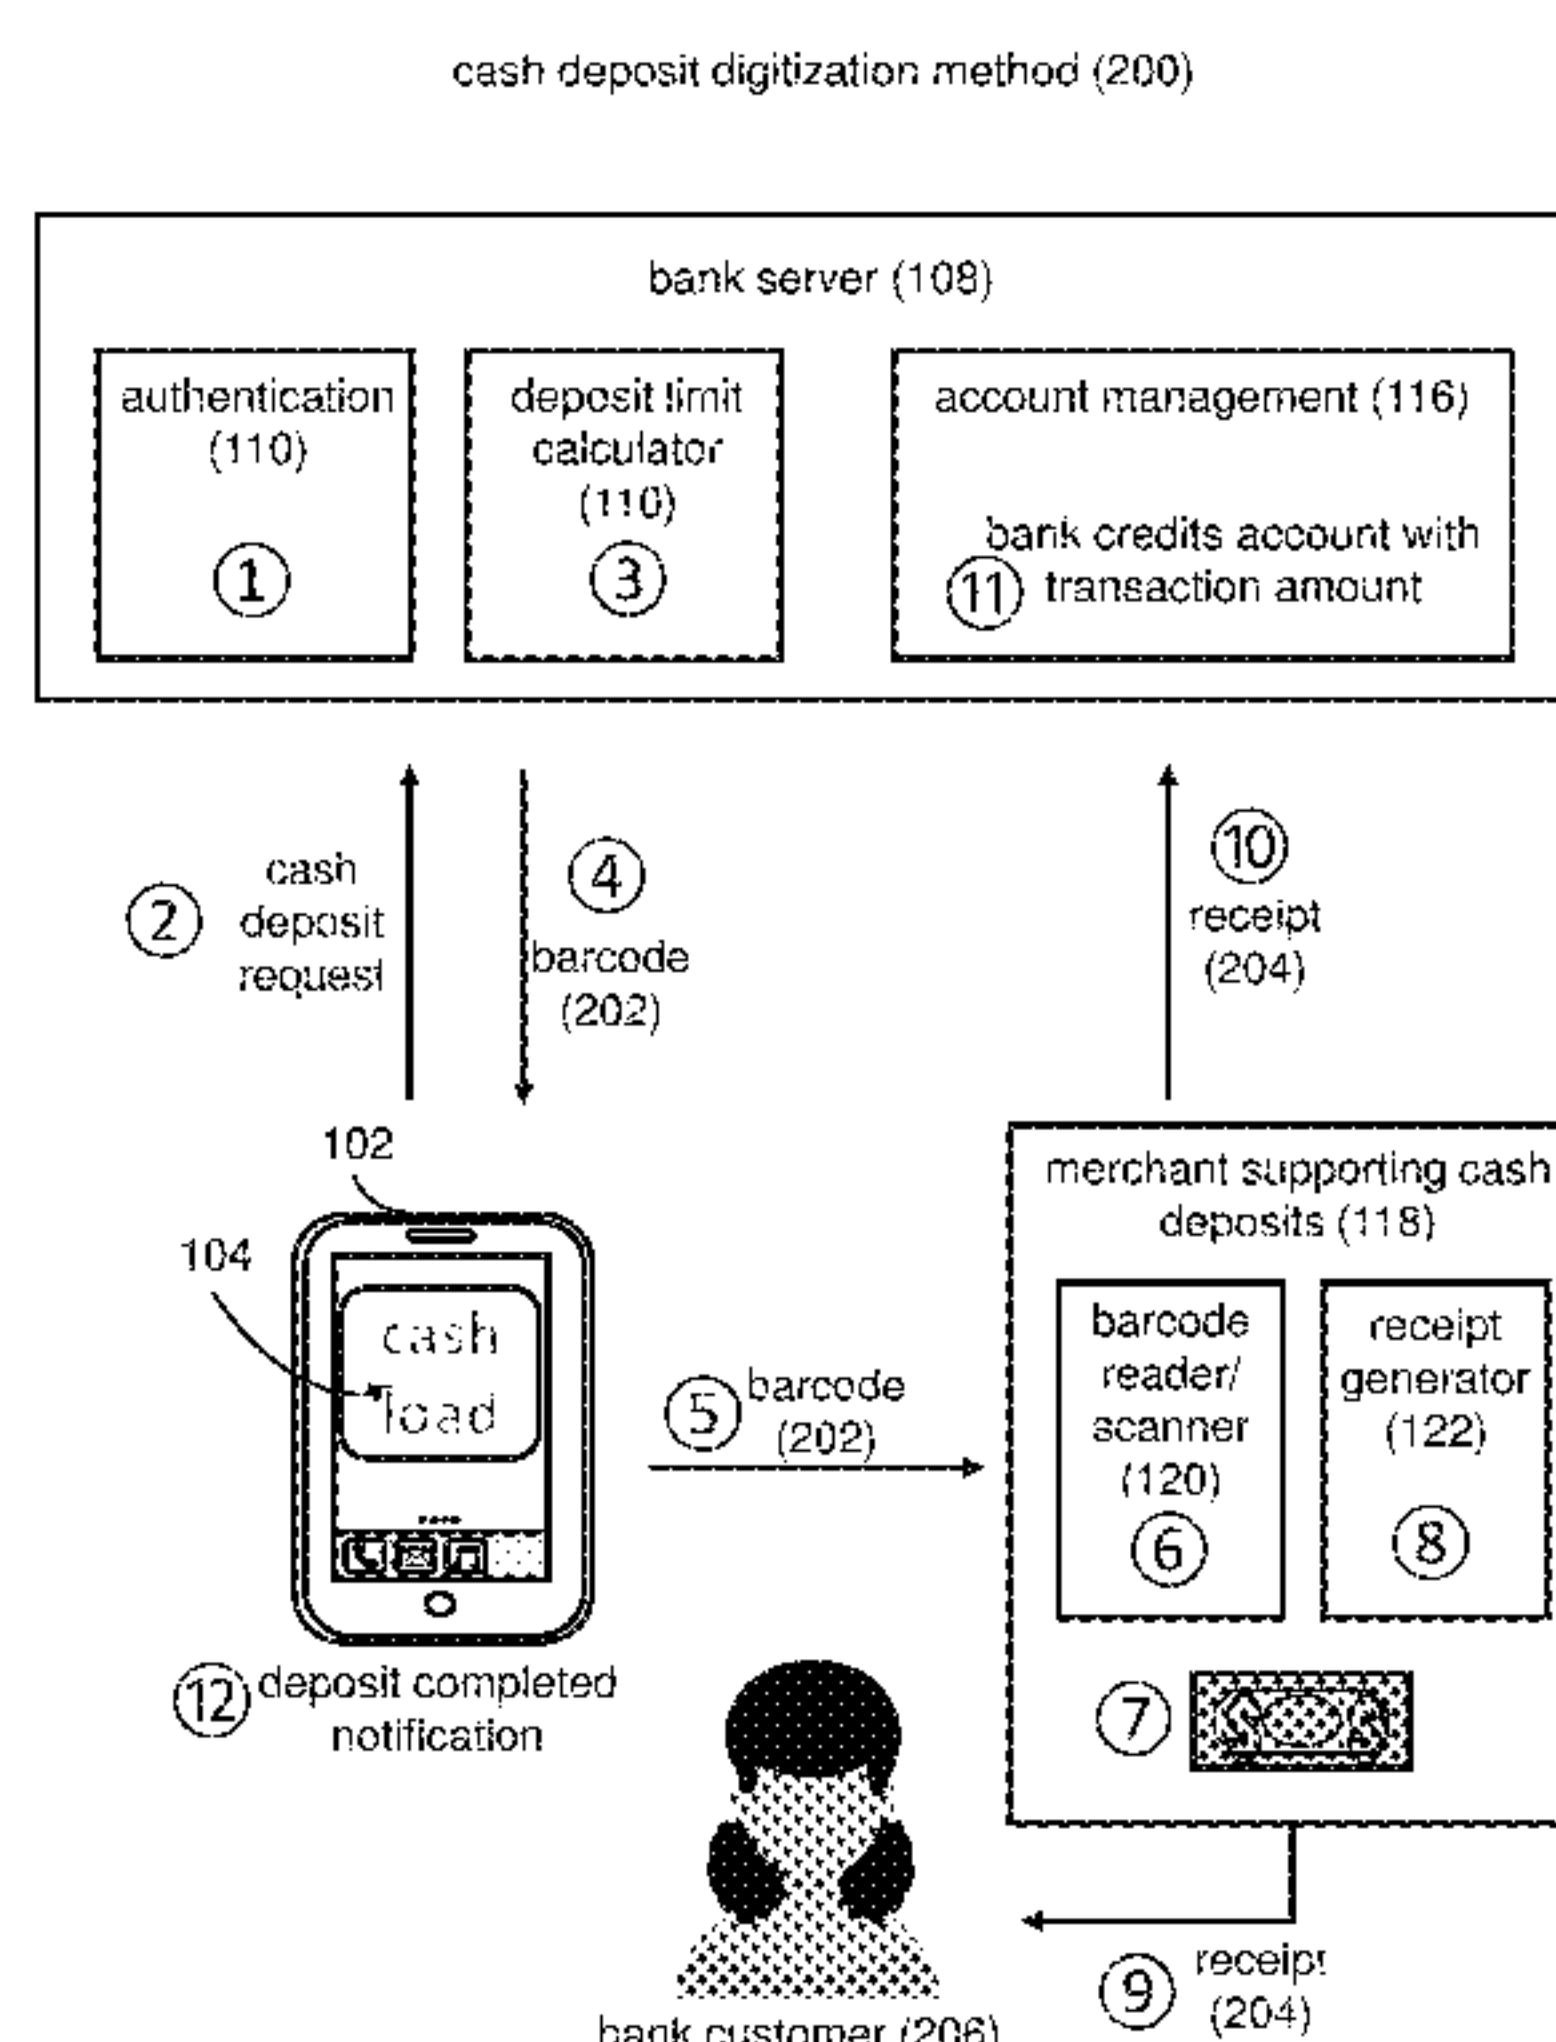 cash deposit digitization method (200)
bank server (108)
authentication
(110)
1
deposit limit
calculator
(110)
3
account management (116)
bank credits account with
11 transaction amount
2
cash
deposit
request
4
barcode
(202)
10
receipt
(204)
102
104
cash
load
5 barcode
(202)
12 deposit completed
notification
merchant supporting cash
deposits (118)
barcode
reader/
scanner
(120)
6
receipt
generator
(122)
8
7
9 receipt
(204)
bank customer (206)